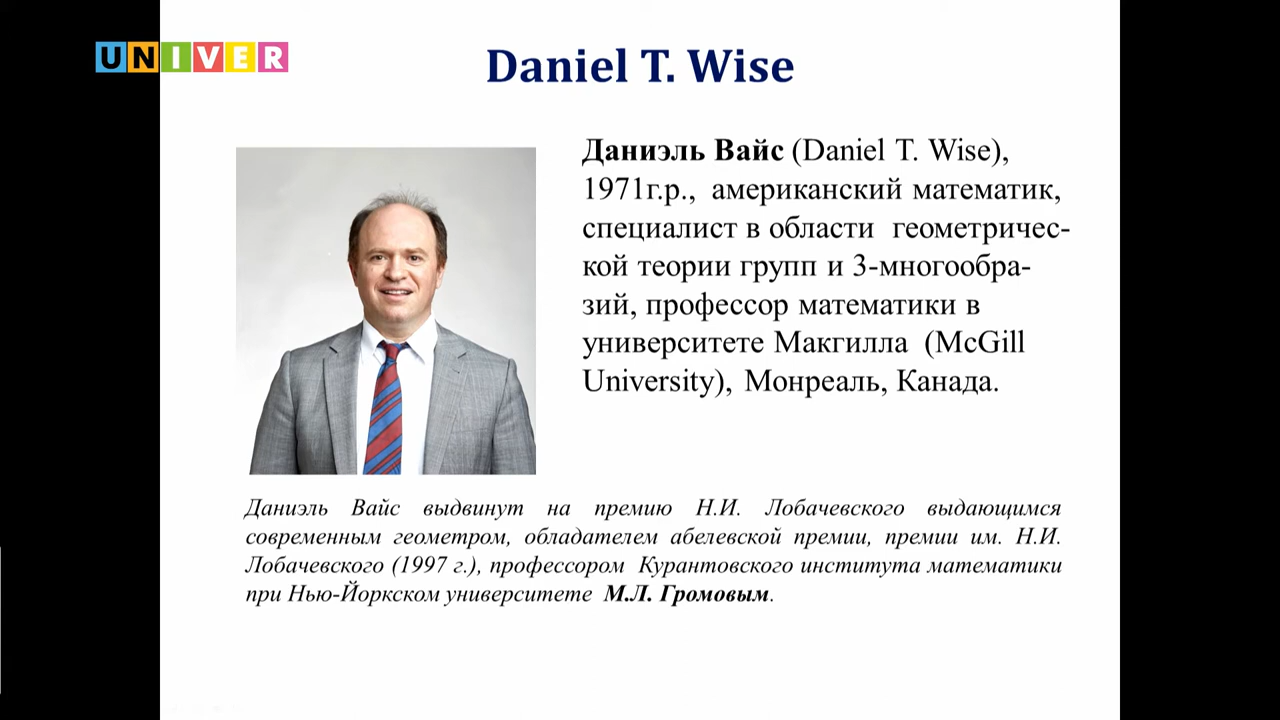 UNIVER
Daniel T. Wise
Даниэль Вайс (Daniel T. Wise),
1971г.р., американский математик,
специалист в области геометричес-
кой теории групп и 3-многообра-
зий, профессор математики в
университете Макгилла (McGill
University), Монреаль, Канада.
Даниэль Вайс выдвинут на премию Н.И. Лобачевского выдающимся
современным геометром, обладателем абелевской премии, премии им. Н.И.
Лобачевского (1997 г.), профессором Курантовского института математики
при Нью-Йоркском университете М.Л. Громовым.